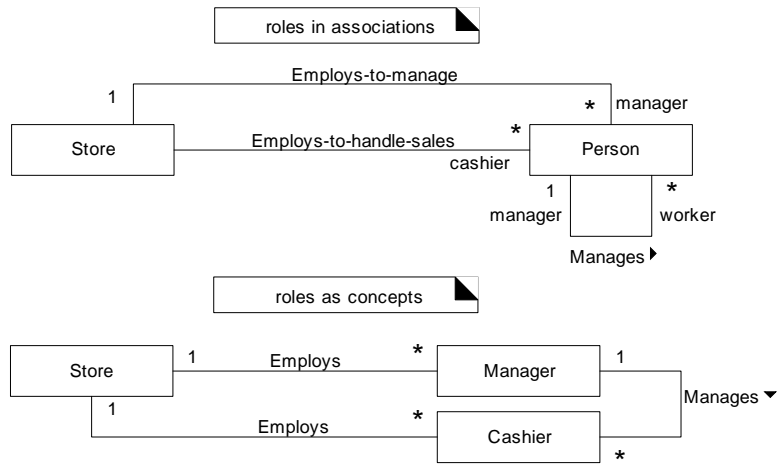 roles in associations
Employs-to-manage
1
*
manager
Store
Employs-to-handle-sales
*
cashier
Person
1
*
manager
worker
Manages
roles as concepts
Store
1
Employs
*
Manager
1
Manages
1
Employs
*
Cashier
*